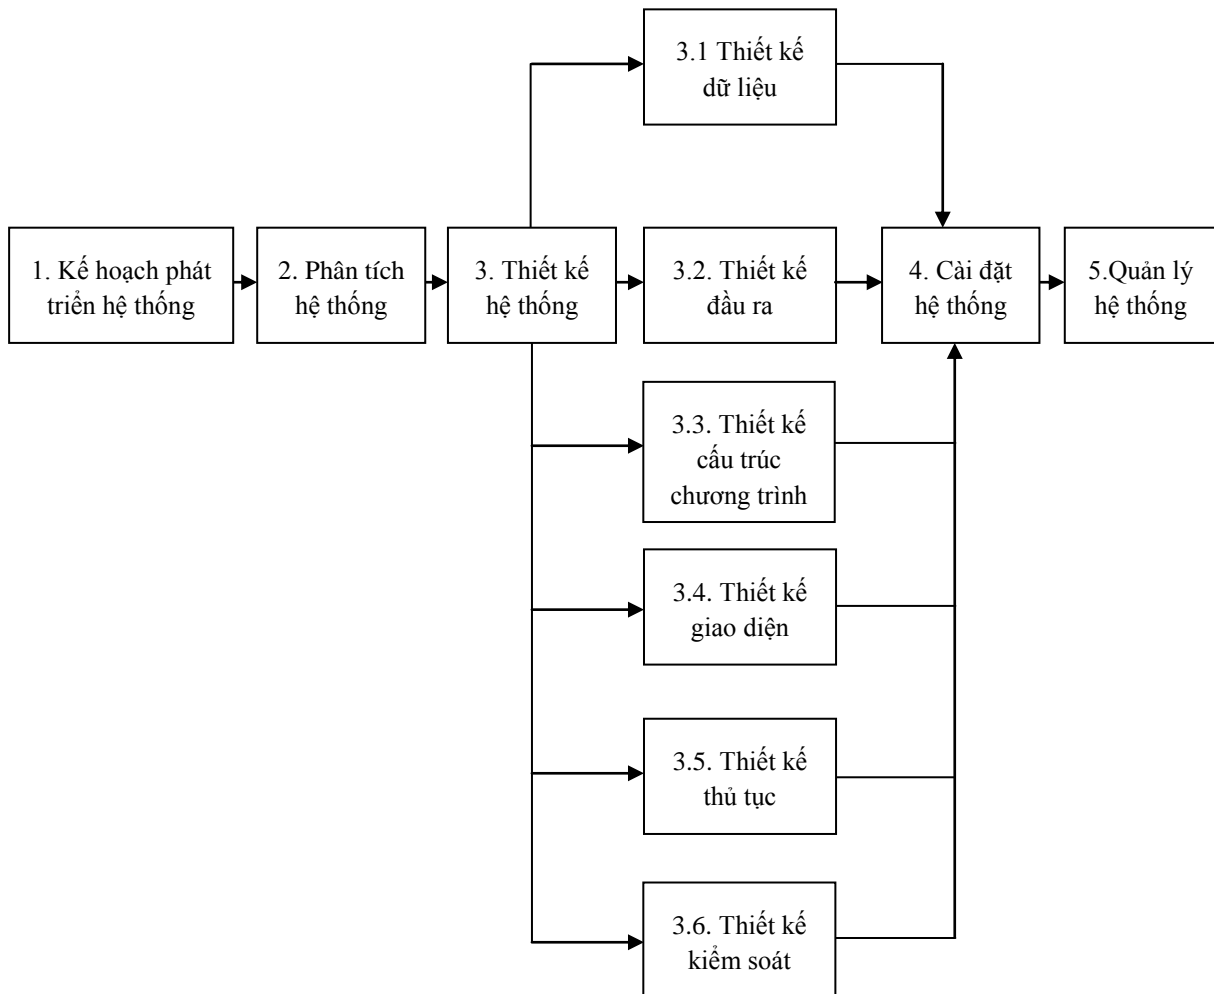 3.1 Thiết kế
dữ liệu
1. Kế hoạch phát
triển hệ thống
2. Phân tích
hệ thống
3. Thiết kế
hệ thống
3.2. Thiết kế
đầu ra
4. Cài đặt
hệ thống
5.Quản lý
hệ thống
3.3. Thiết kế
cấu trúc
chương trình
3.4. Thiết kế
giao diện
3.5. Thiết kế
thủ tục
3.6. Thiết kế
kiểm soát